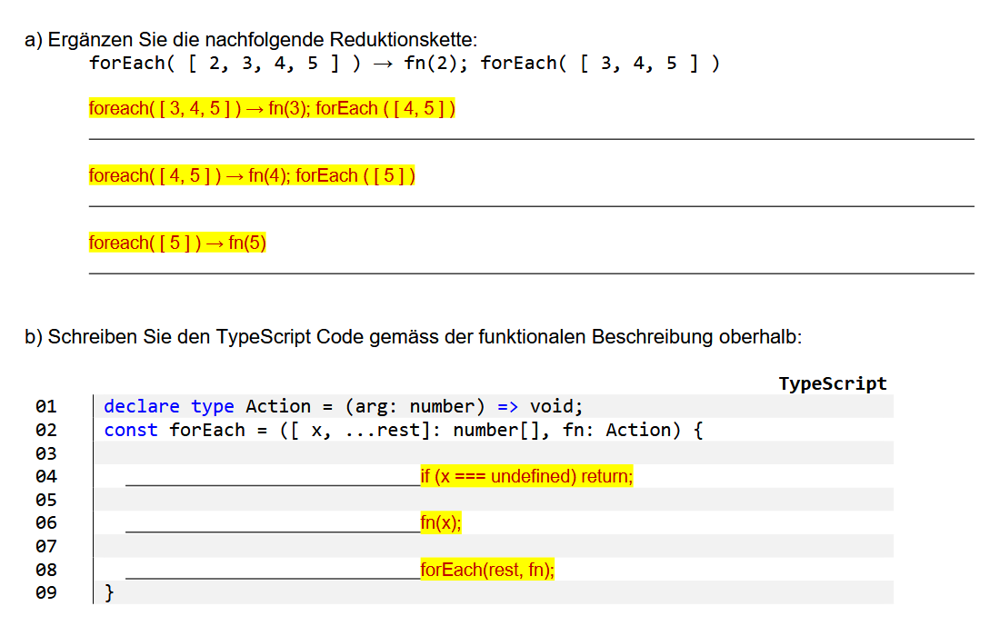 a) Ergänzen Sie die nachfolgende Reduktionskette:
forEach( [ 2, 3, 4, 5 ] ) → fn(2); forEach( [ 3, 4, 5 ] )
foreach( [ 3, 4, 5 ] ) → fn(3); forEach ( [ 4, 5 ] )
foreach( [ 4, 5 ] ) → fn(4); forEach ( [ 5 ] )
foreach( [ 5 ] ) → fn(5)
b) Schreiben Sie den TypeScript Code gemäss der funktionalen Beschreibung oberhalb:
TypeScript
01 declare type Action = (arg: number) => void;
02 const forEach = ([ x, ...rest]: number[], fn: Action) {
03
04 if (x === undefined) return;
05
06 fn(x);
07
08 forEach(rest, fn);
09 }